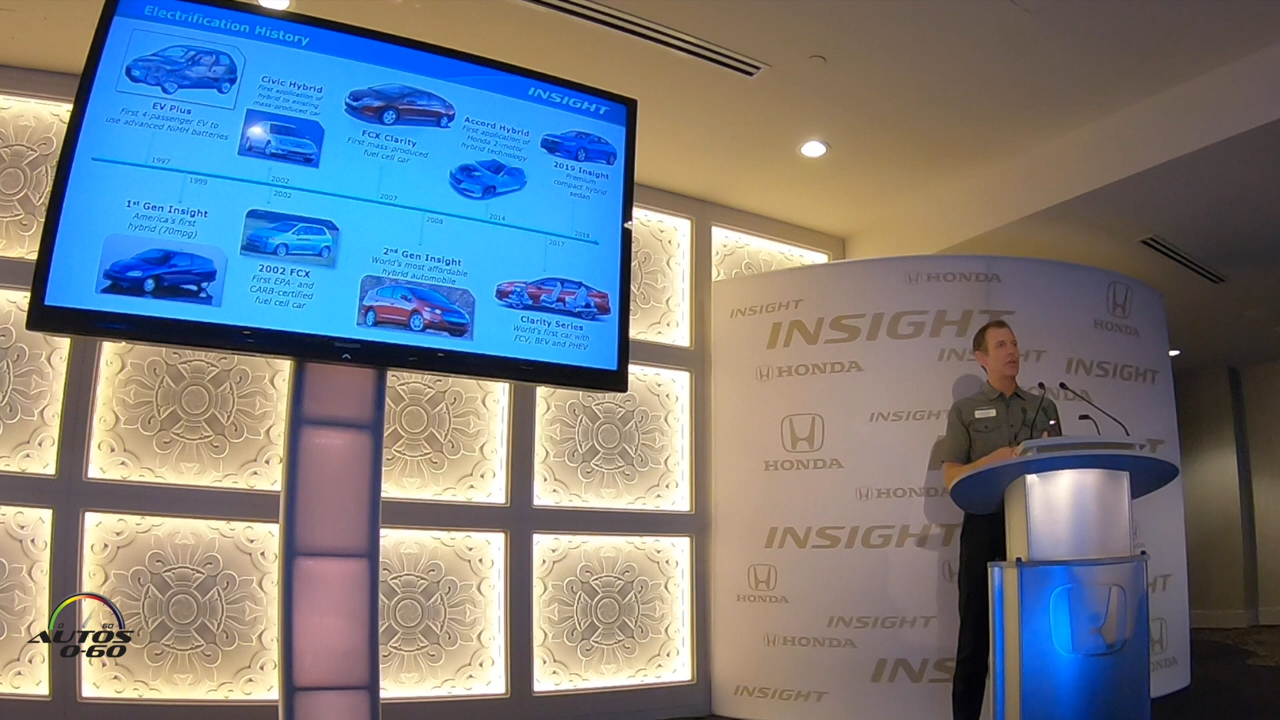 Electrification History
INSIGHT
EV Plus
First 4-passenger EV to
use advanced NiMH batteries
Civic Hybrid
First application of
hybrid to existing
mass-produced car
FCX Clarity
First mass-produced
fuel cell car
Accord Hybrid
First application of
Honda 2-motor
hybrid technology
2019 Insight
Premium
compact hybrid
sedan
1997
1999
2002
2002
2007
2008
2014
2017
2018
1st Gen Insight
America's first
hybrid (70mpg)
2002 FCX
First EPA- and
CARB-certified
fuel cell car
2nd Gen Insight
World's most affordable
hybrid automobile
Clarity Series
World's first car with
FCV, BEV and PHEV
HONDA
INSIGHT
INSIGHT
HONDA
INSIGHT
HONDA
INSIGHT
INSIGHT
HONDA
HONDA
HONDA
INSIGHT
HONDA
INSIGHT
HONDA
INSIGHT
HONDA
INSIGHT
0 60
AUTOS
0-60